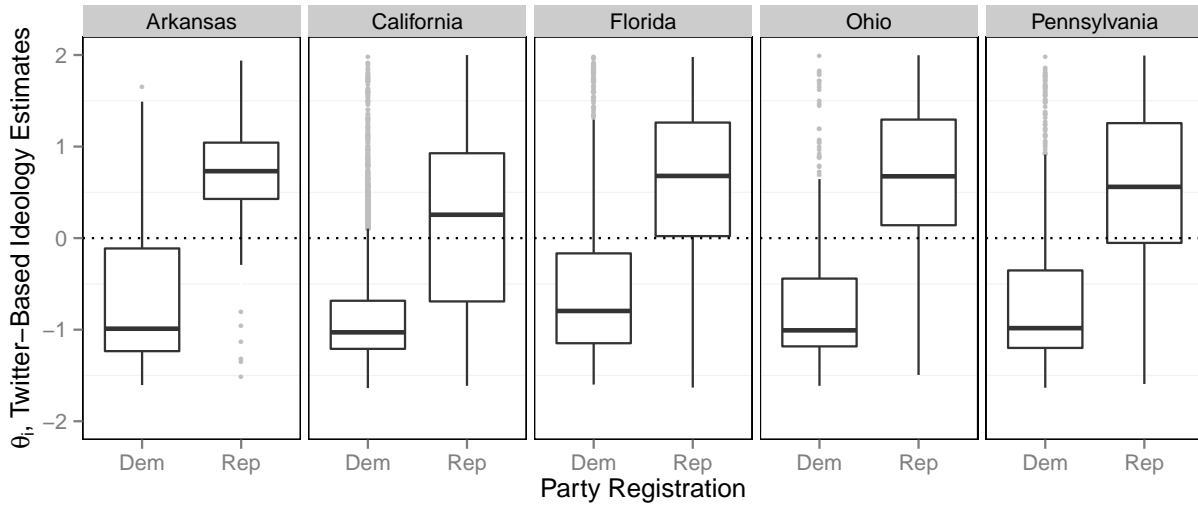 Arkansas California Florida Ohio Pennsylvania
θi, Twitter−Based Ideology Estimates
2
1
0
−1
−2
Dem Rep Dem Rep Dem Rep Dem Rep Dem Rep
Party Registration